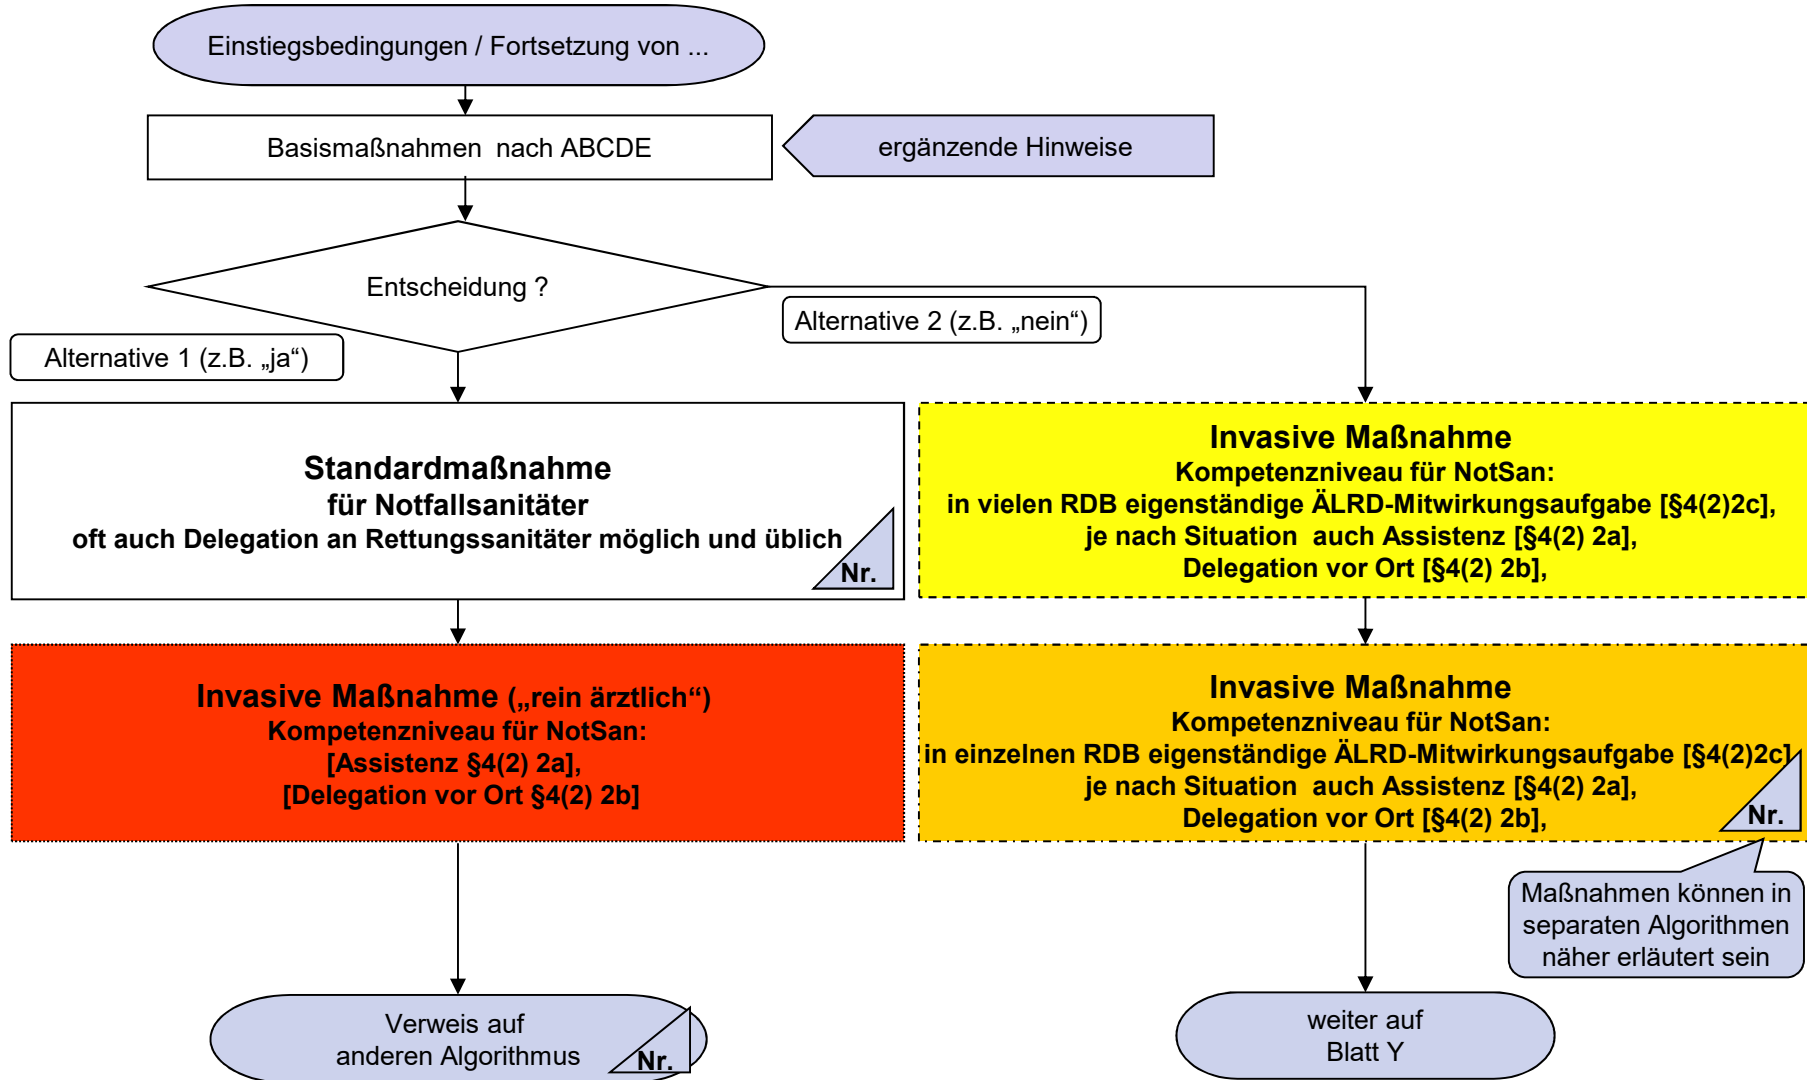 Einstiegsbedingungen / Fortsetzung von ...
Basismaßnahmen nach ABCDE
ergänzende Hinweise
Entscheidung ?
Alternative 2 (z.B. „nein“)
Alternative 1 (z.B. „ja“)
Standardmaßnahme
für Notfallsanitäter
oft auch Delegation an Rettungssanitäter möglich und üblich
Nr.
Invasive Maßnahme
Kompetenzniveau für NotSan:
in vielen RDB eigenständige ÄLRD-Mitwirkungsaufgabe [§4(2)2c],
je nach Situation auch Assistenz [§4(2) 2a],
Delegation vor Ort [§4(2) 2b],
Invasive Maßnahme („rein ärztlich“)
Kompetenzniveau für NotSan:
[Assistenz §4(2) 2a],
[Delegation vor Ort §4(2) 2b]
Invasive Maßnahme
Kompetenzniveau für NotSan:
in einzelnen RDB eigenständige ÄLRD-Mitwirkungsaufgabe [§4(2)2c]
je nach Situation auch Assistenz [§4(2) 2a],
Delegation vor Ort [§4(2) 2b],
Nr.
Maßnahmen können in
separaten Algorithmen
näher erläutert sein
Verweis auf
anderen Algorithmus
Nr.
weiter auf
Blatt Y